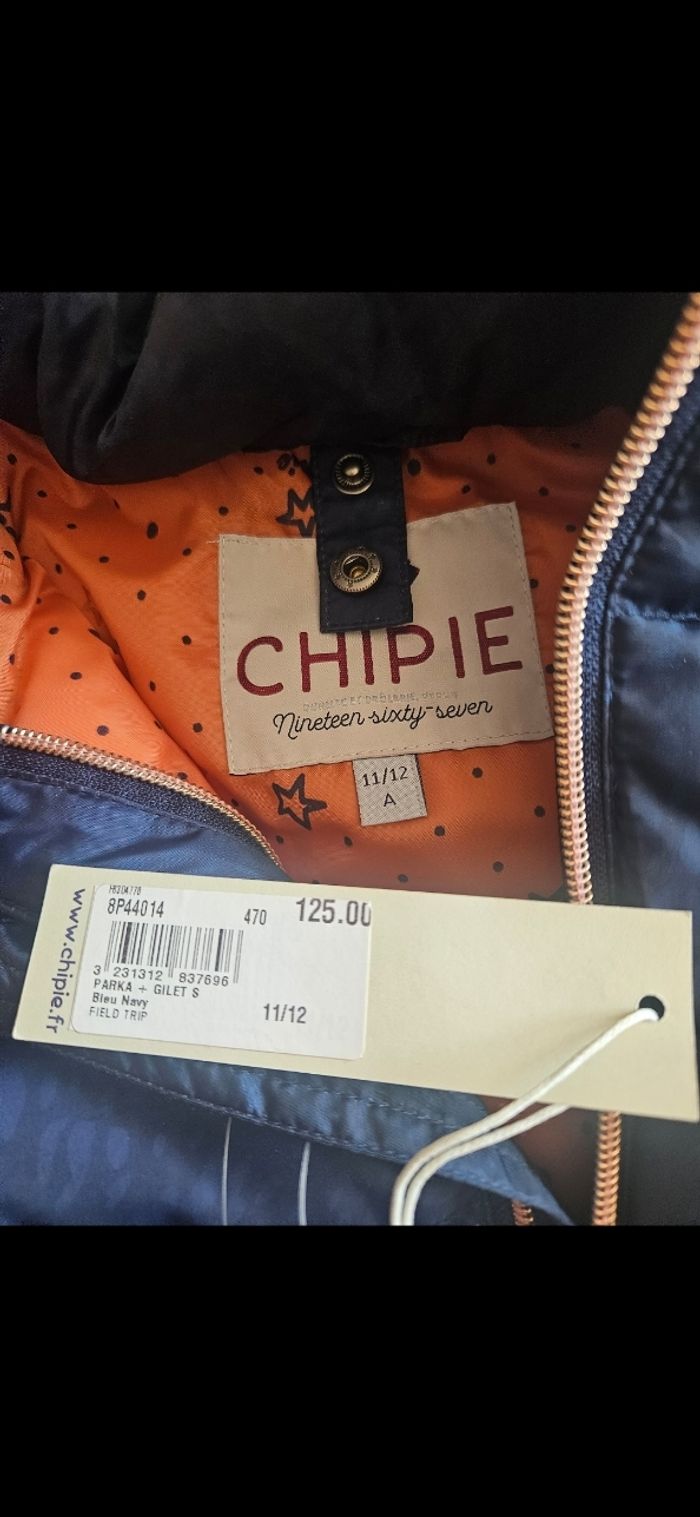 CHIPIE
Nineteen sixty-seven
11/12
A
www.chipie.fr
8P44014 470 125.00
3 231312 837696
PARKA + GILET S
Bleu Navy
FIELD TRIP 11/12